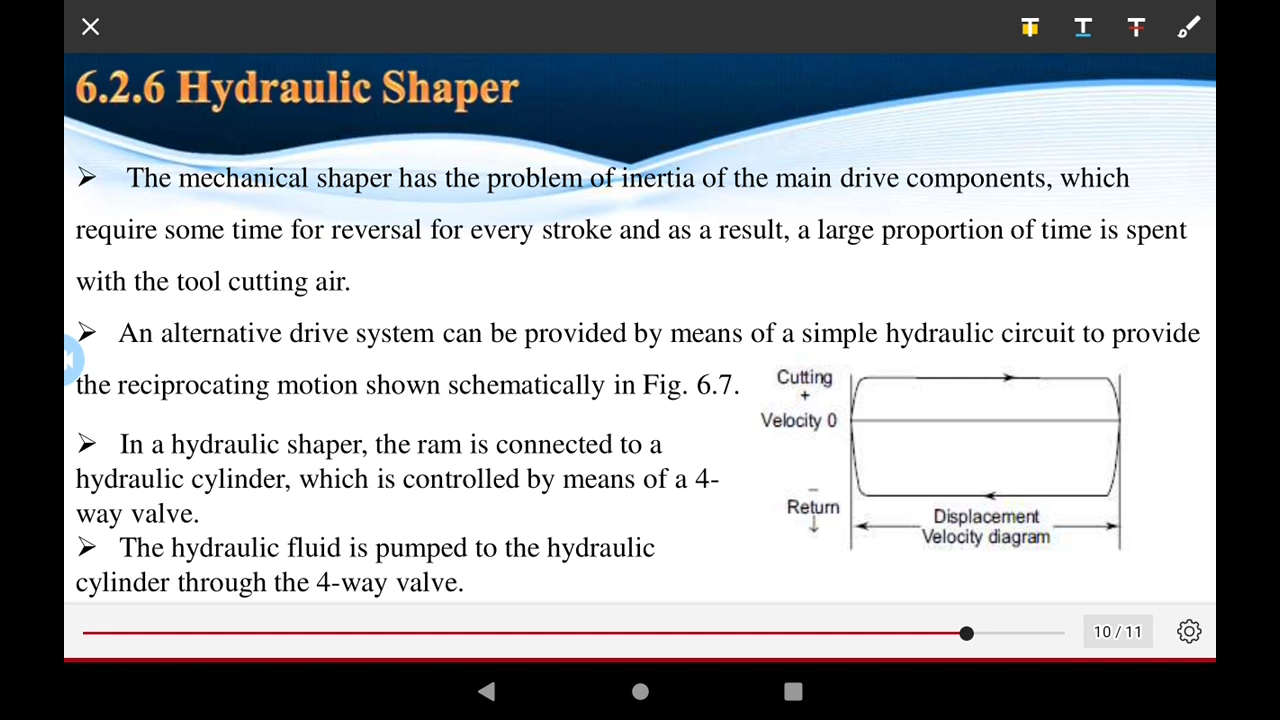 6.2.6 Hydraulic Shaper
➢ The mechanical shaper has the problem of inertia of the main drive components, which
require some time for reversal for every stroke and as a result, a large proportion of time is spent
with the tool cutting air.
➢ An alternative drive system can be provided by means of a simple hydraulic circuit to provide
the reciprocating motion shown schematically in Fig. 6.7.
➢ In a hydraulic shaper, the ram is connected to a
hydraulic cylinder, which is controlled by means of a 4-
way valve.
➢ The hydraulic fluid is pumped to the hydraulic
cylinder through the 4-way valve.
Cutting
+
Velocity 0
–
Return
↓
Displacement
Velocity diagram
10 / 11